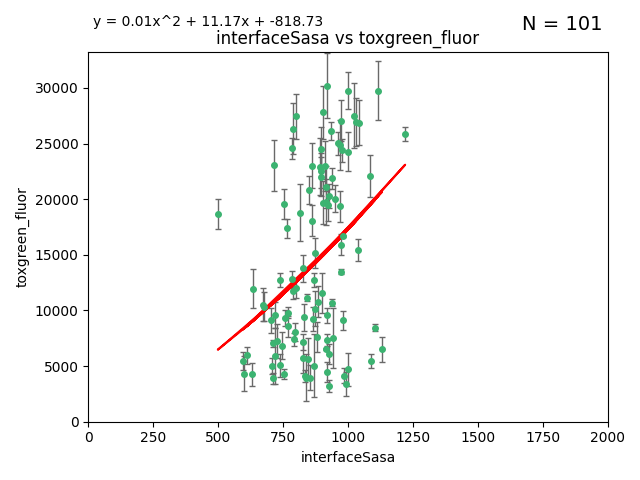 y = 0.01x^2 + 11.17x + -818.73
N = 101
interfaceSasa vs toxgreen_fluor
toxgreen_fluor
30000
25000
20000
15000
10000
5000
0
0 250 500 750 1000 1250 1500 1750 2000
interfaceSasa